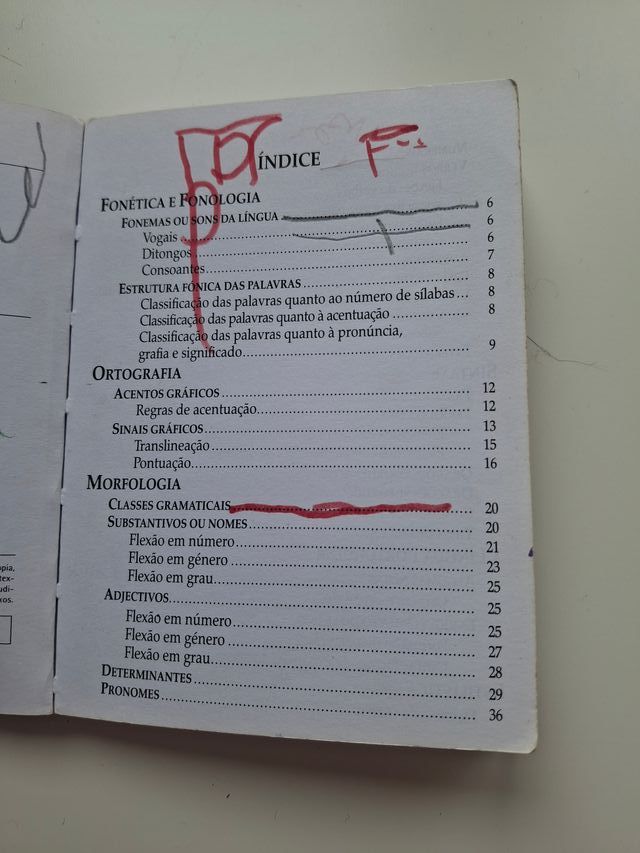 ÍNDICE
FONÉTICA E FONOLOGIA
FONEMAS OU SONS DA LÍNGUA 6
Vogais 6
Ditongos 6
Consoantes 7
ESTRUTURA FÓNICA DAS PALAVRAS 8
Classificação das palavras quanto ao número de sílabas 8
Classificação das palavras quanto à acentuação 8
Classificação das palavras quanto à pronúncia,
grafia e significado 9
ORTOGRAFIA
ACENTOS GRÁFICOS 12
Regras de acentuação 12
SINAIS GRÁFICOS 13
Translineação 15
Pontuação 16
MORFOLOGIA
CLASSES GRAMATICAIS 20
SUBSTANTIVOS OU NOMES 20
Flexão em número 21
Flexão em género 23
Flexão em grau 25
ADJECTIVOS 25
Flexão em número 25
Flexão em género 27
Flexão em grau 28
DETERMINANTES 29
PRONOMES 36